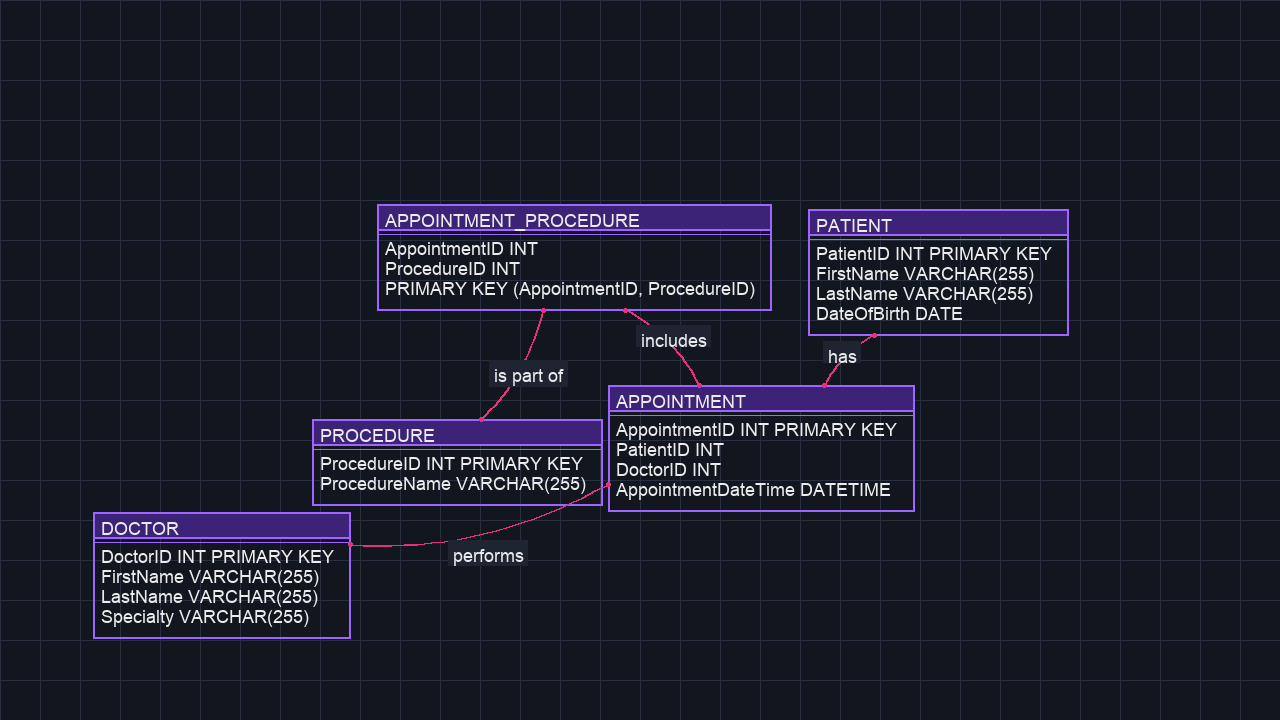 APPOINTMENT_PROCEDURE
AppointmentID INT
ProcedureID INT
PRIMARY KEY (AppointmentID, ProcedureID)
PATIENT
PatientID INT PRIMARY KEY
FirstName VARCHAR(255)
LastName VARCHAR(255)
DateOfBirth DATE
includes
has
is part of
APPOINTMENT
AppointmentID INT PRIMARY KEY
PatientID INT
DoctorID INT
AppointmentDateTime DATETIME
PROCEDURE
ProcedureID INT PRIMARY KEY
ProcedureName VARCHAR(255)
DOCTOR
DoctorID INT PRIMARY KEY
FirstName VARCHAR(255)
LastName VARCHAR(255)
Specialty VARCHAR(255)
performs